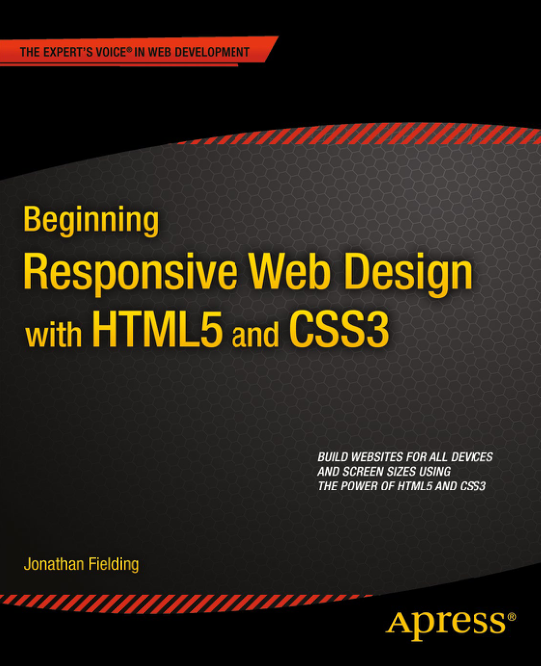 THE EXPERT'S VOICE® IN WEB DEVELOPMENT
Beginning
Responsive Web Design
with HTML5 and CSS3
BUILD WEBSITES FOR ALL DEVICES
AND SCREEN SIZES USING
THE POWER OF HTML5 AND CSS3
Jonathan Fielding
Apress®